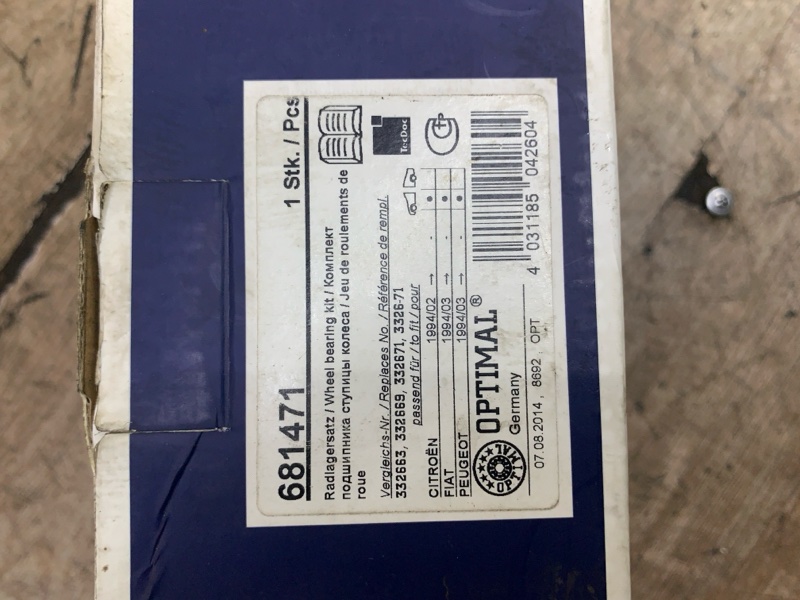 681471 1 Stk. / Pcs
Radlagersatz / Wheel bearing kit / Комплект
подшипника ступицы колеса / Jeu de roulements de
roue
TecDoc
Vergleichs-Nr. / Replaces No. / Référence de rempl.
332663, 332669, 332671, 3326-71
passend für / to fit / pour
CITROËN 1994/02 → -
FIAT 1994/03 → -
PEUGEOT 1994/03 → -
OPTIMAL
OPTIMAL®
Germany
07.08.2014 , 8692 , OPT
4 031185 042604